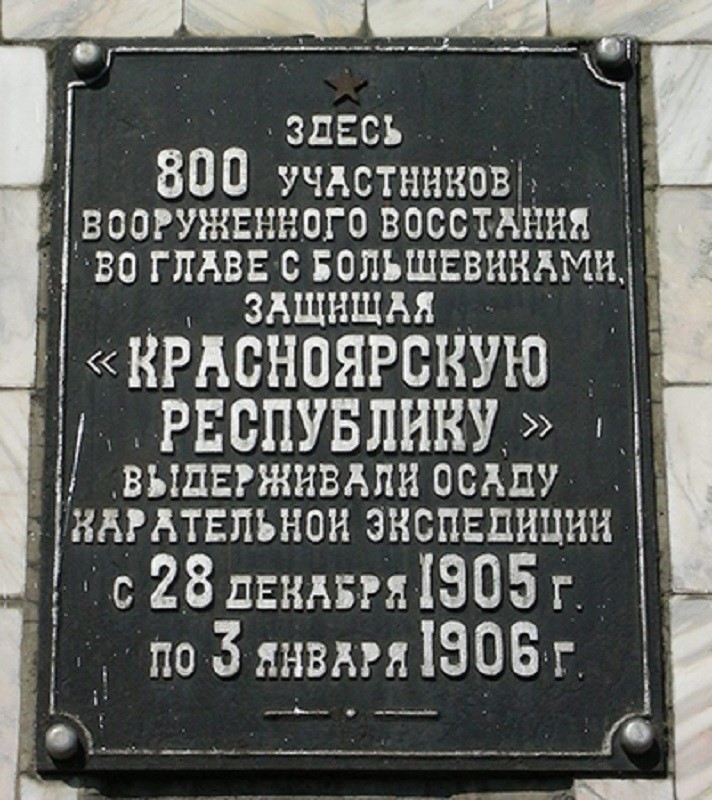 ЗДЕСЬ
800 УЧАСТНИКОВ
ВООРУЖЕННОГО ВОССТАНИЯ
ВО ГЛАВЕ С БОЛЬШЕВИКАМИ,
ЗАЩИЩАЯ
«КРАСНОЯРСКУЮ
РЕСПУБЛИКУ»
ВЫДЕРЖИВАЛИ ОСАДУ
КАРАТЕЛЬНОЙ ЭКСПЕДИЦИИ
С 28 ДЕКАБРЯ 1905 Г.
ПО 3 ЯНВАРЯ 1906 Г.